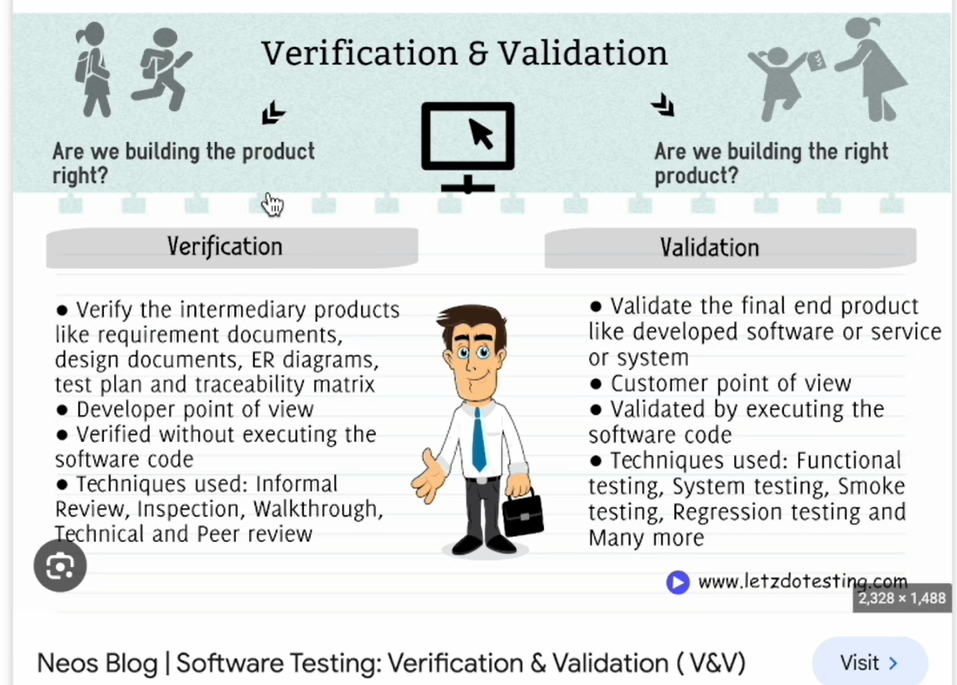 Verification & Validation
Are we building the product
right?
Are we building the right
product?
Verification
● Verify the intermediary products
like requirement documents,
design documents, ER diagrams,
test plan and traceability matrix
● Developer point of view
● Verified without executing the
software code
● Techniques used: Informal
Review, Inspection, Walkthrough,
Technical and Peer review
Validation
● Validate the final end product
like developed software or service
or system
● Customer point of view
● Validated by executing the
software code
● Techniques used: Functional
testing, System testing, Smoke
testing, Regression testing and
Many more
www.letzdotesting.com
2,328 × 1,488
Neos Blog | Software Testing: Verification & Validation ( V&V)
Visit >